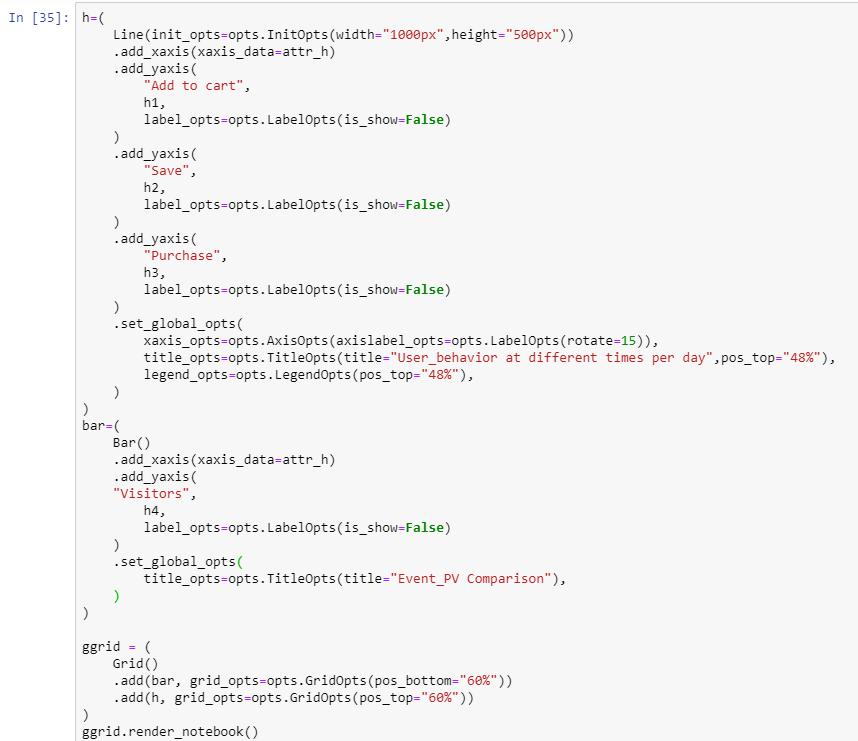 In [35]: h=(
    Line(init_opts=opts.InitOpts(width="1000px",height="500px"))
    .add_xaxis(xaxis_data=attr_h)
    .add_yaxis(
        "Add to cart",
        h1,
        label_opts=opts.LabelOpts(is_show=False)
    )
    .add_yaxis(
        "Save",
        h2,
        label_opts=opts.LabelOpts(is_show=False)
    )
    .add_yaxis(
        "Purchase",
        h3,
        label_opts=opts.LabelOpts(is_show=False)
    )
    .set_global_opts(
        xaxis_opts=opts.AxisOpts(axislabel_opts=opts.LabelOpts(rotate=15)),
        title_opts=opts.TitleOpts(title="User_behavior at different times per day",pos_top="48%"),
        legend_opts=opts.LegendOpts(pos_top="48%"),
    )
)
bar=(
    Bar()
    .add_xaxis(xaxis_data=attr_h)
    .add_yaxis(
    "Visitors",
        h4,
        label_opts=opts.LabelOpts(is_show=False)
    )
    .set_global_opts(
        title_opts=opts.TitleOpts(title="Event_PV Comparison"),
    )
)

ggrid = (
    Grid()
    .add(bar, grid_opts=opts.GridOpts(pos_bottom="60%"))
    .add(h, grid_opts=opts.GridOpts(pos_top="60%"))
)
ggrid.render_notebook()